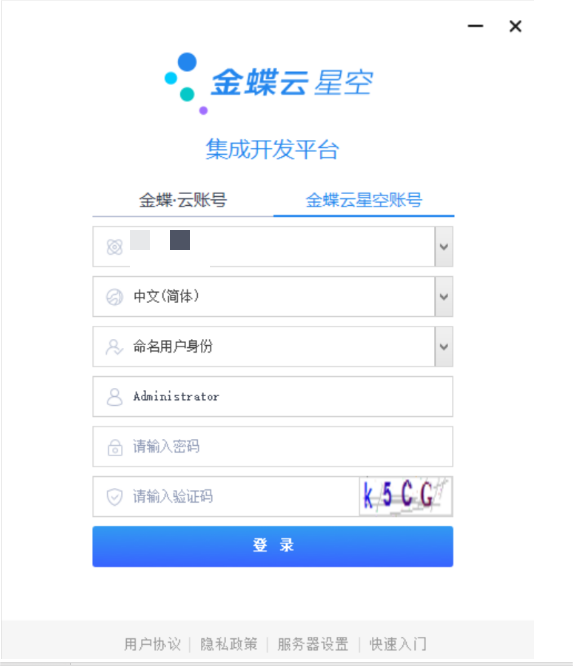 金蝶云 星空
集成开发平台
金蝶·云账号 金蝶云星空账号
中文(简体)
命名用户身份
Administrator
请输入密码
请输入验证码 k5CG
登 录
用户协议 | 隐私政策 | 服务器设置 | 快速入门